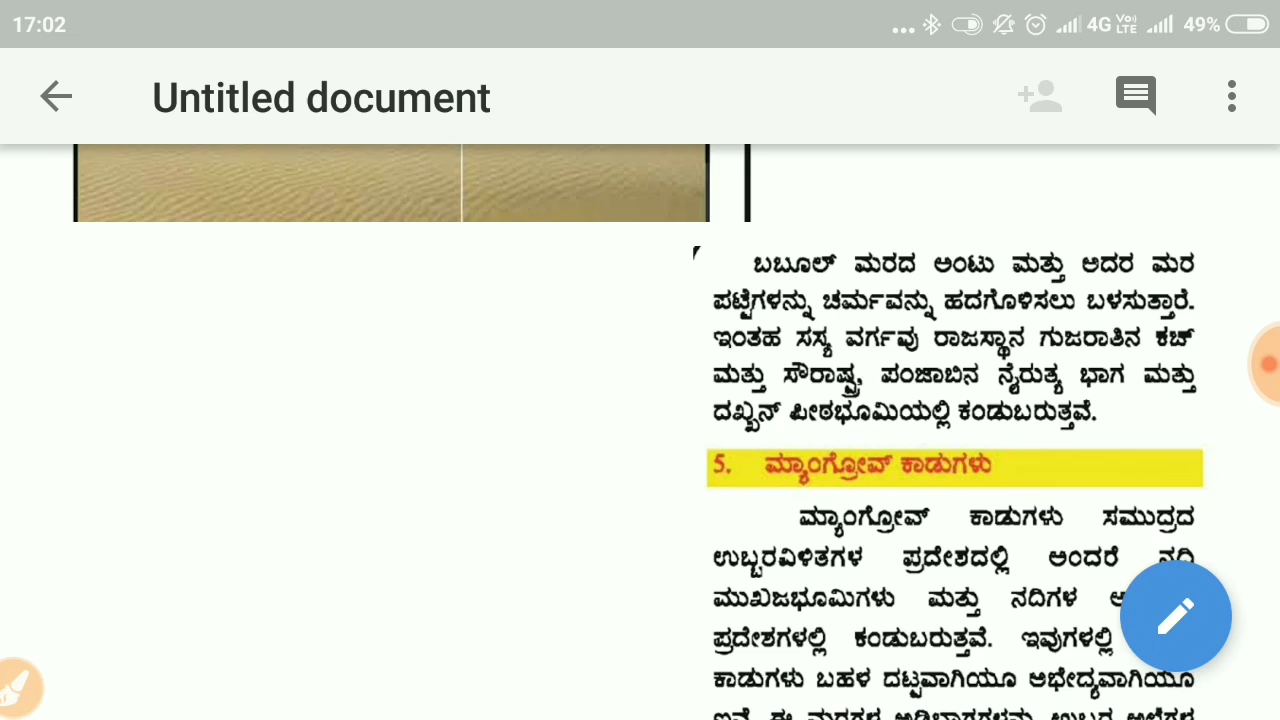 17:02
4G VoLTE 49%
Untitled document
ಬಬೂಲ್ ಮರದ ಅಂಟು ಮತ್ತು ಅದರ ಮರ
ಪಟ್ಟೆಗಳನ್ನು ಚರ್ಮವನ್ನು ಹದಗೊಳಿಸಲು ಬಳಸುತ್ತಾರೆ.
ಇಂತಹ ಸಸ್ಯ ವರ್ಗವು ರಾಜಸ್ಥಾನ ಗುಜರಾತಿನ ಕಚ್
ಮತ್ತು ಸೌರಾಷ್ಟ್ರ, ಪಂಜಾಬಿನ ನೈರುತ್ಯ ಭಾಗ ಮತ್ತು
ದಖ್ಖನ್ ಪೀಠಭೂಮಿಯಲ್ಲಿ ಕಂಡುಬರುತ್ತವೆ.
5. ಮ್ಯಾಂಗ್ರೋವ್ ಕಾಡುಗಳು
ಮ್ಯಾಂಗ್ರೋವ್ ಕಾಡುಗಳು ಸಮುದ್ರದ
ಉಬ್ಬರವಿಳಿತಗಳ ಪ್ರದೇಶದಲ್ಲಿ ಅಂದರೆ ನದಿ
ಮುಖಜಭೂಮಿಗಳು ಮತ್ತು ನದಿಗಳ
ಪ್ರದೇಶಗಳಲ್ಲಿ ಕಂಡುಬರುತ್ತವೆ. ಇವುಗಳಲ್ಲಿ
ಕಾಡುಗಳು ಬಹಳ ದಟ್ಟವಾಗಿಯೂ ಅಭೇದ್ಯವಾಗಿಯೂ